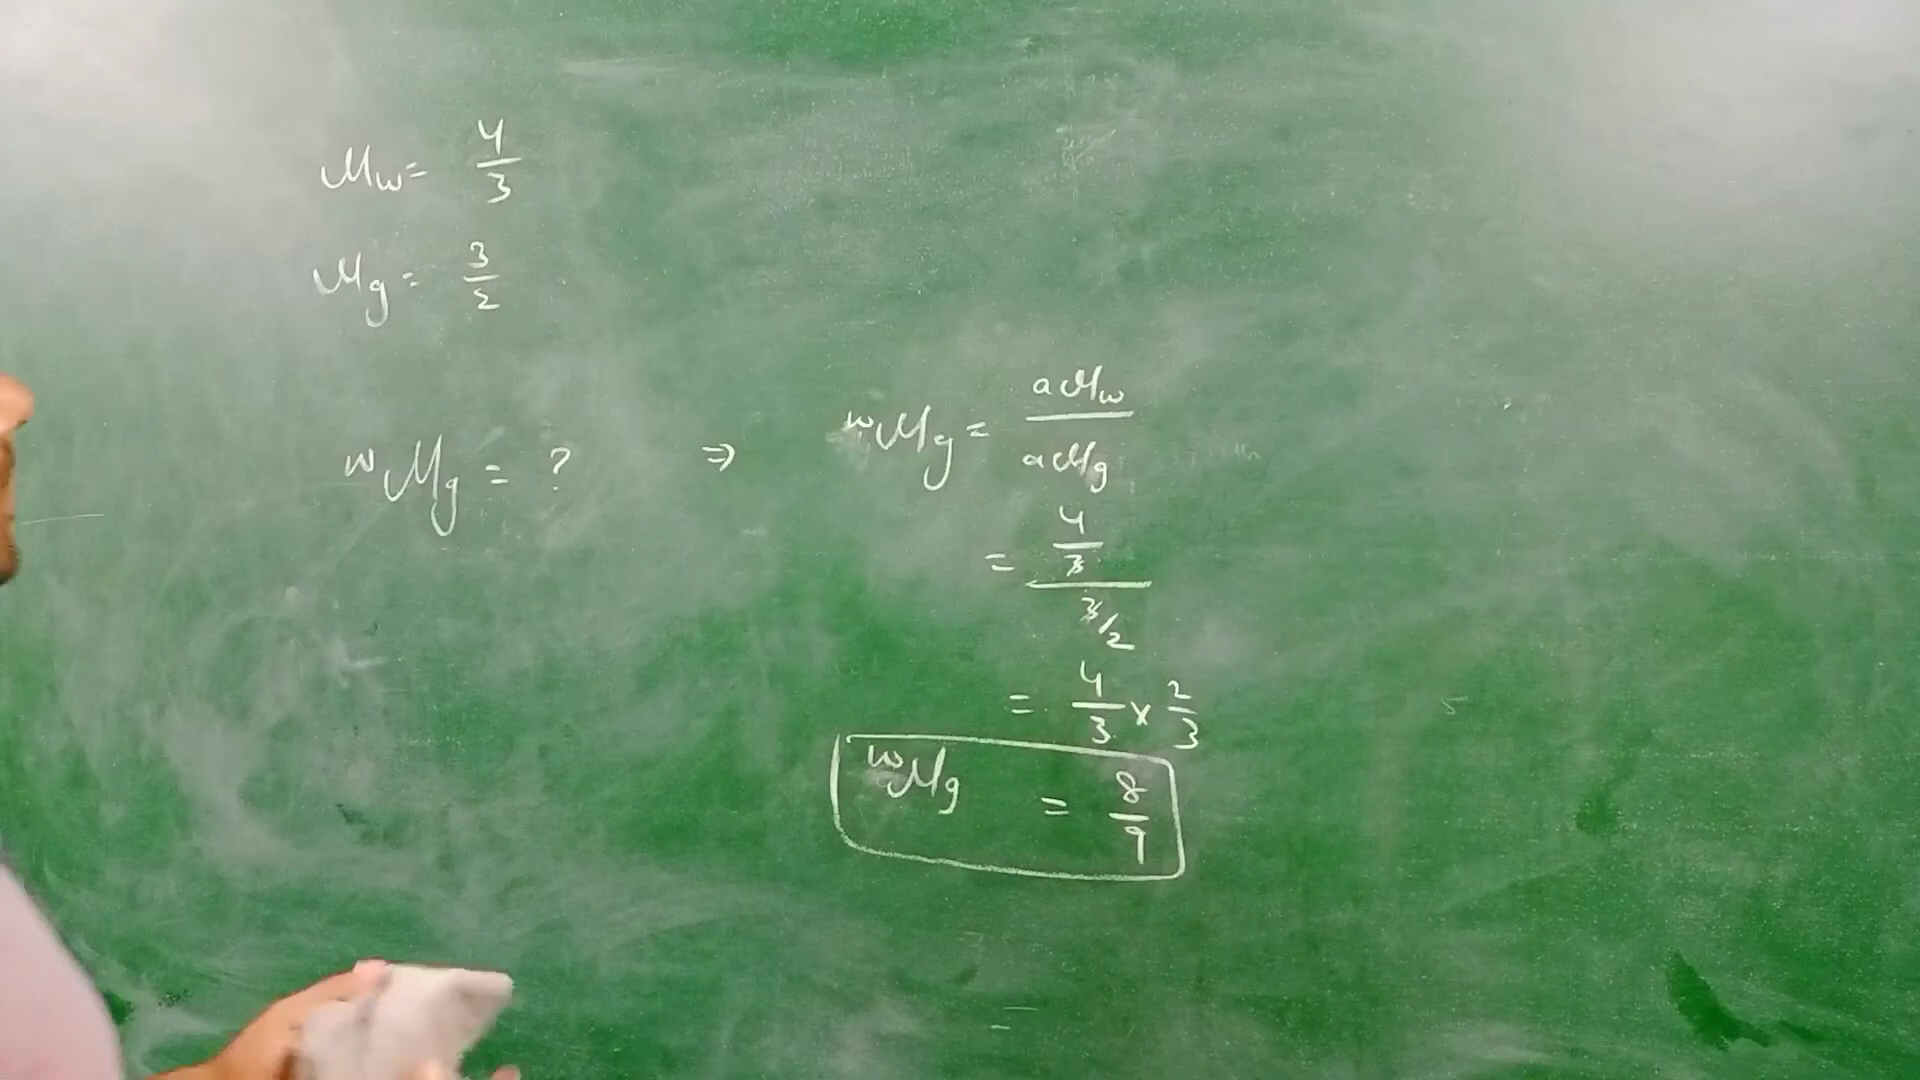 μw = 4/3
μg = 3/2
wμg = ? ⇒ wμg = aμw/aμg
= 4/3 / 3/2
= 4/3 x 2/3
wμg = 8/9
=